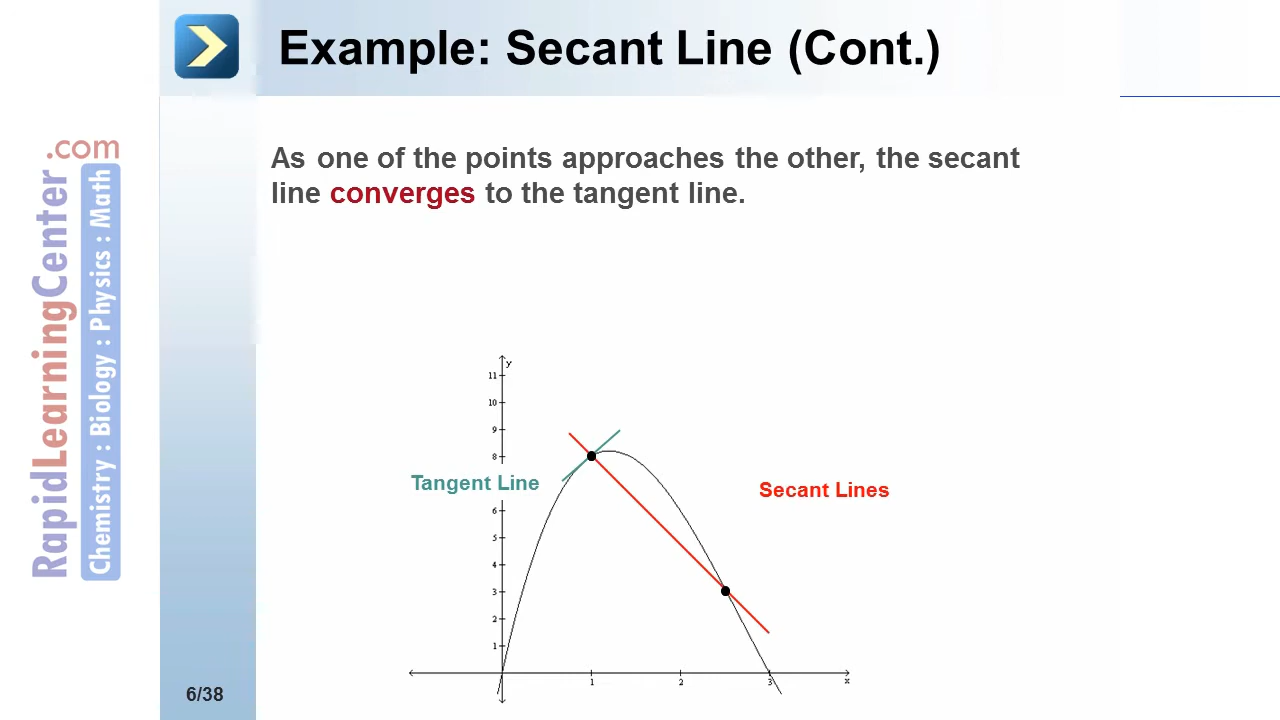 Example: Secant Line (Cont.)
As one of the points approaches the other, the secant
line converges to the tangent line.
.com
RapidLearningCenter
Chemistry : Biology : Physics : Math
y
11
10
9
8
Tangent Line
Secant Lines
6
5
4
3
2
1
1
2
3
x
6/38